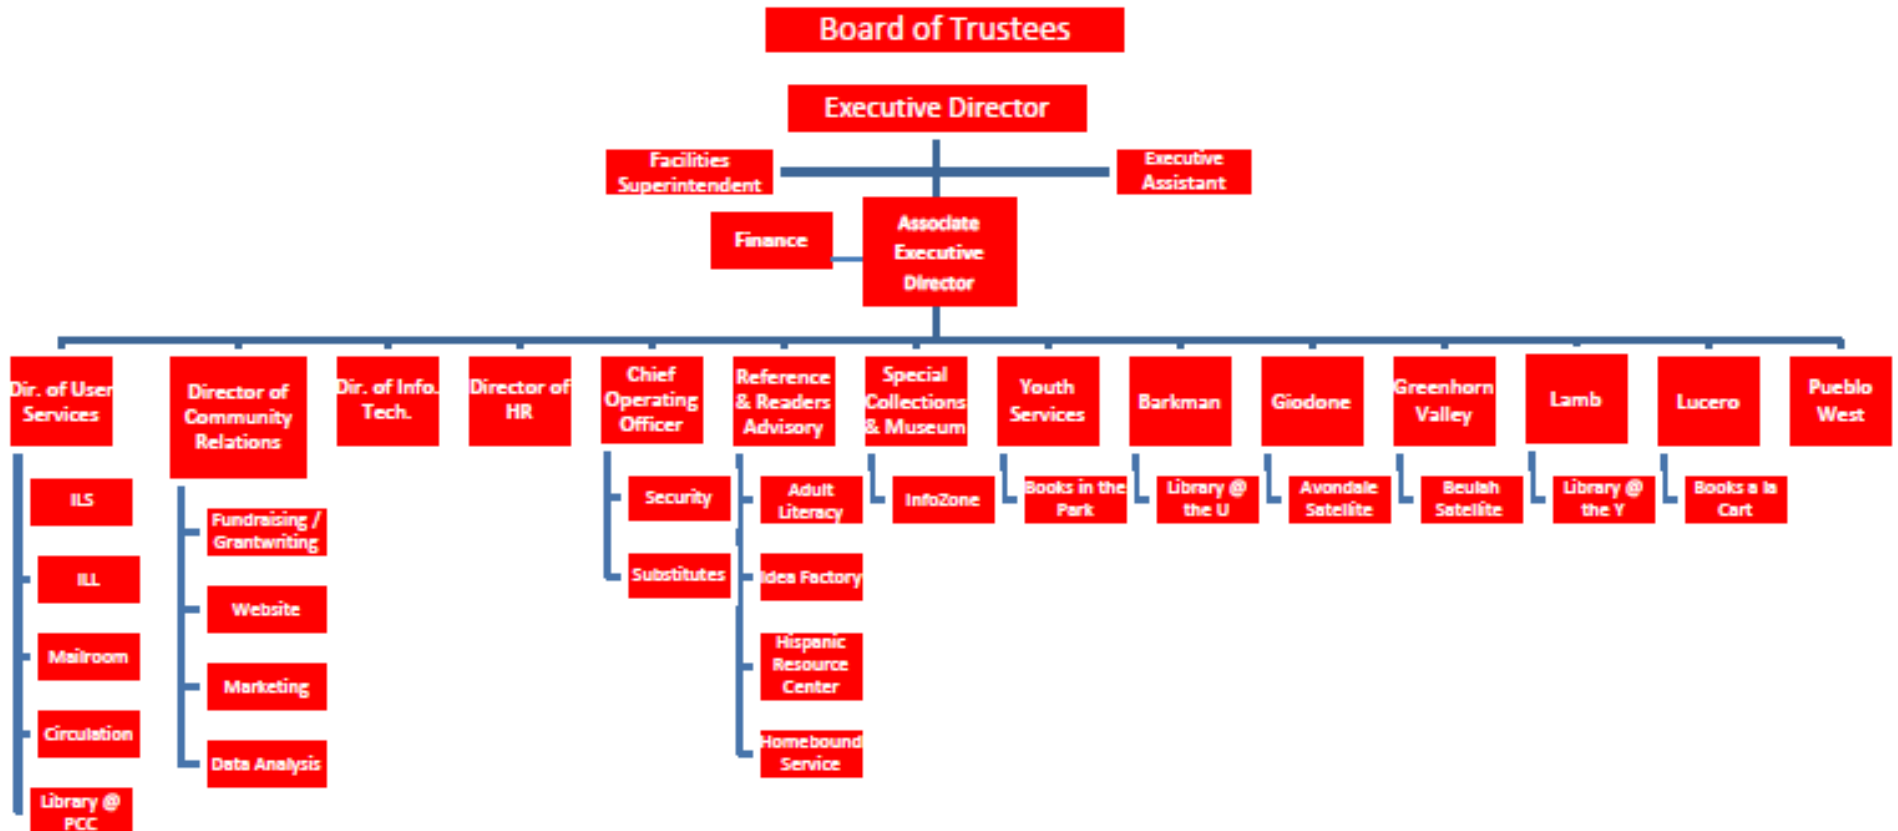 Board of Trustees
Executive Director
Facilities
Superintendent
Executive
Assistant
Finance
Associate
Executive
Director
Dir. of User
Services
Director of
Community
Relations
Dir. of Info.
Tech.
Director of
HR
Chief
Operating
Officer
Reference
& Readers
Advisory
Special
Collections
& Museum
Youth
Services
Barkman
Giodone
Greenhorn
Valley
Lamb
Lucero
Pueblo
West
ILS
ILL
Mailroom
Circulation
Library @
PCC
Fundraising /
Grantwriting
Website
Marketing
Data Analysis
Security
Substitutes
Adult
Literacy
Idea Factory
Hispanic
Resource
Center
Homebound
Service
InfoZone
Books in the
Park
Library @
the U
Avondale
Satellite
Beulah
Satellite
Library @
the Y
Books a la
Cart